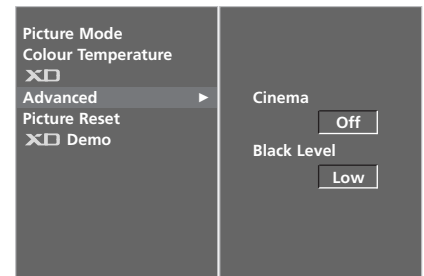 Picture Mode
Colour Temperature
XD
Advanced ►
Picture Reset
XD Demo
Cinema
Off
Black Level
Low